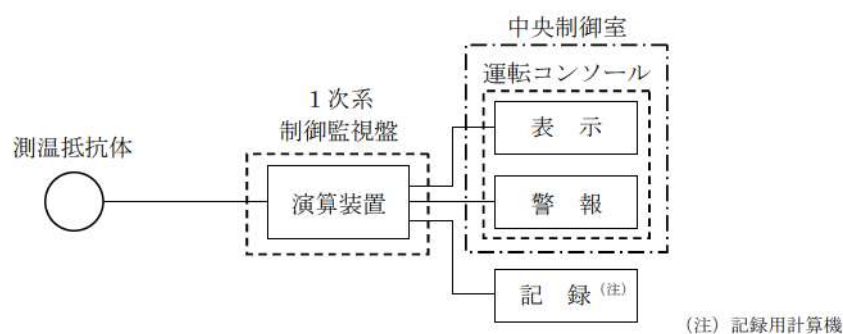 中央制御室
運転コンソール
1次系
制御監視盤
測温抵抗体
演算装置
表　示
警　報
記　録 (注)
(注) 記録用計算機